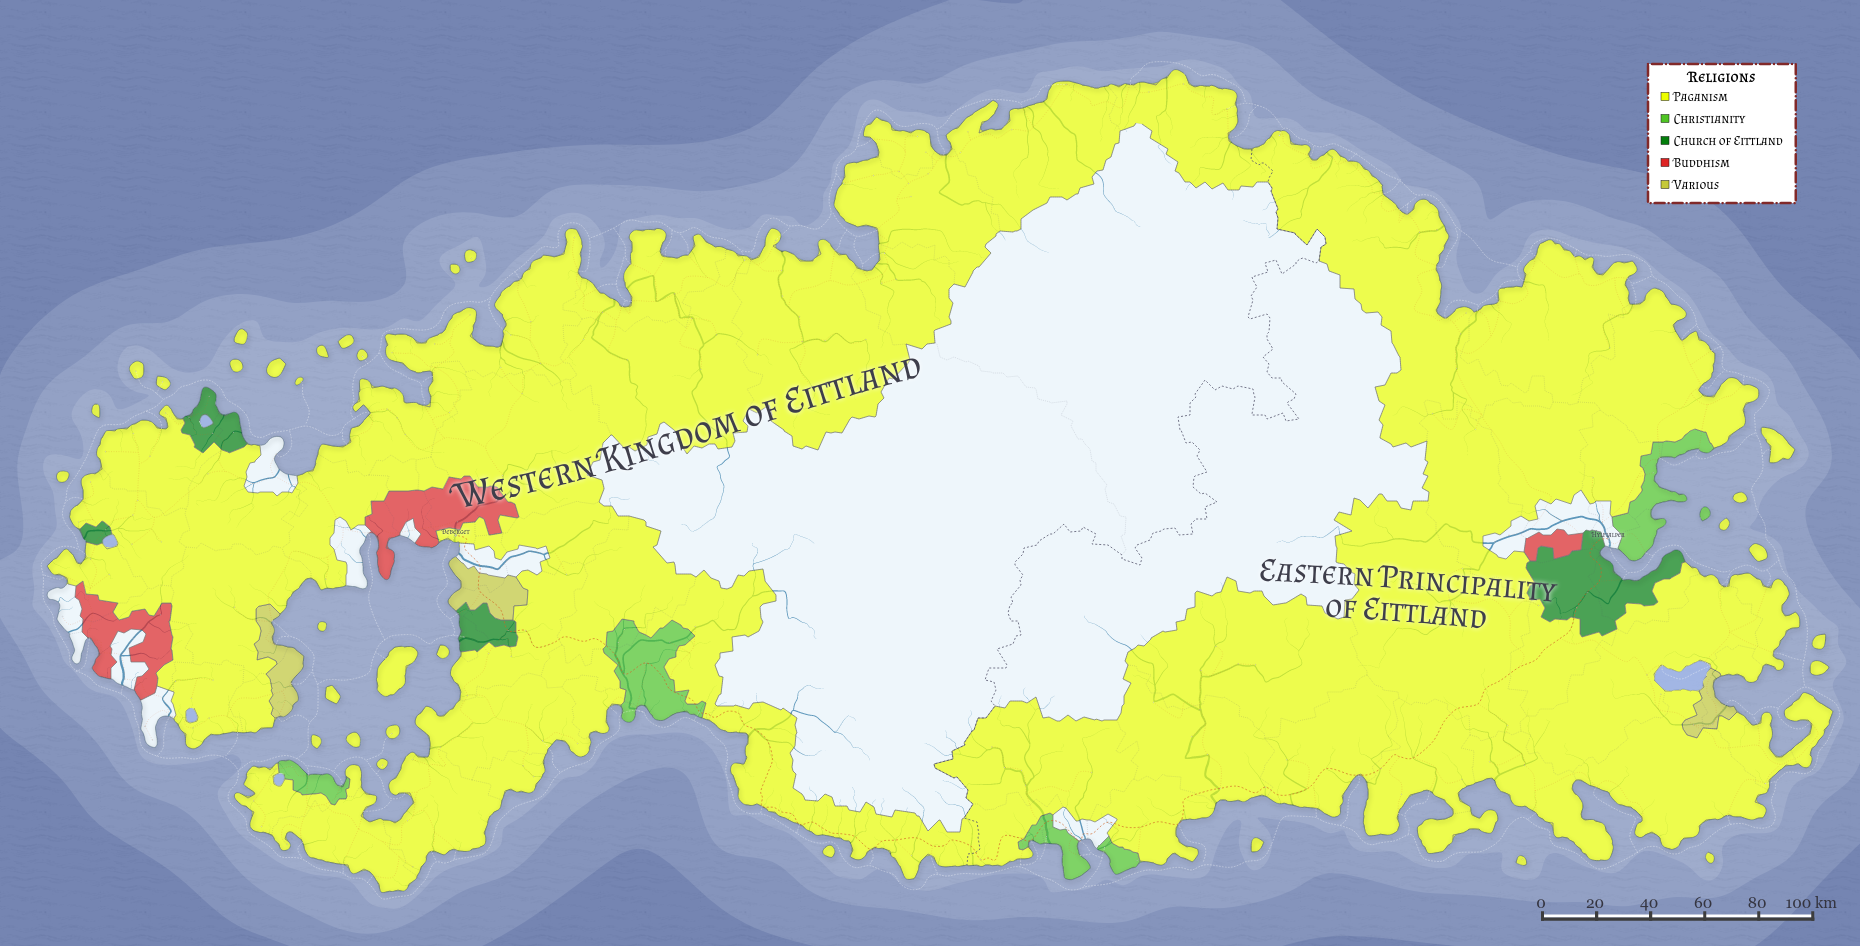 Religions
Paganism
Christianity
Church of Eittland
Buddhism
Various
Western Kingdom of Eittland
Eastern Principality
of Eittland
0 20 40 60 80 100 km